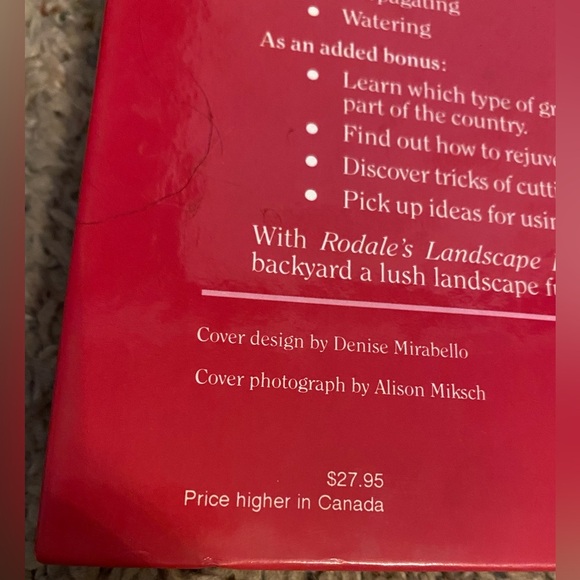 • Watering
As an added bonus:
• Learn which type of
part of the country.
• Find out how to
• Discover tricks of
• Pick up ideas for
With Rodale's Landscape
backyard a lush landscape
Cover design by Denise Mirabello
Cover photograph by Alison Miksch
$27.95
Price higher in Canada